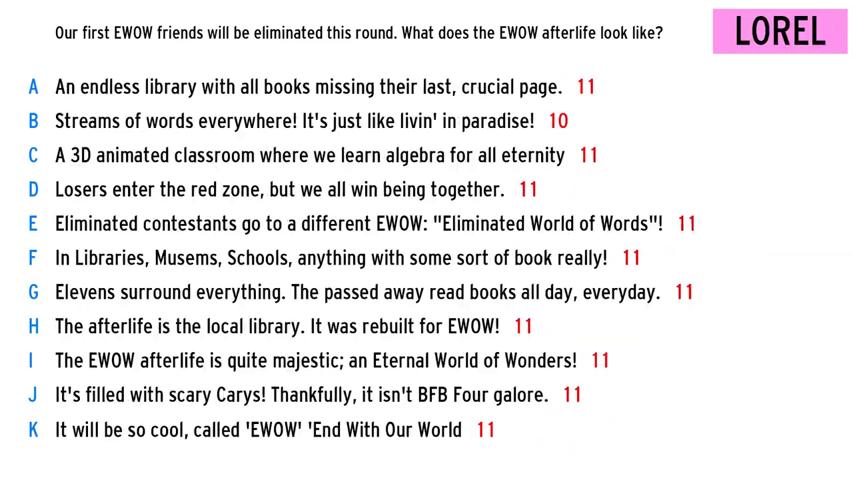 Our first EWOW friends will be eliminated this round. What does the EWOW afterlife look like?
LOREL
A An endless library with all books missing their last, crucial page. 11
B Streams of words everywhere! It's just like livin' in paradise! 10
C A 3D animated classroom where we learn algebra for all eternity 11
D Losers enter the red zone, but we all win being together. 11
E Eliminated contestants go to a different EWOW: "Eliminated World of Words"! 11
F In Libraries, Musems, Schools, anything with some sort of book really! 11
G Elevens surround everything. The passed away read books all day, everyday. 11
H The afterlife is the local library. It was rebuilt for EWOW! 11
I The EWOW afterlife is quite majestic; an Eternal World of Wonders! 11
J It's filled with scary Carys! Thankfully, it isn't BFB Four galore. 11
K It will be so cool, called 'EWOW' 'End With Our World 11